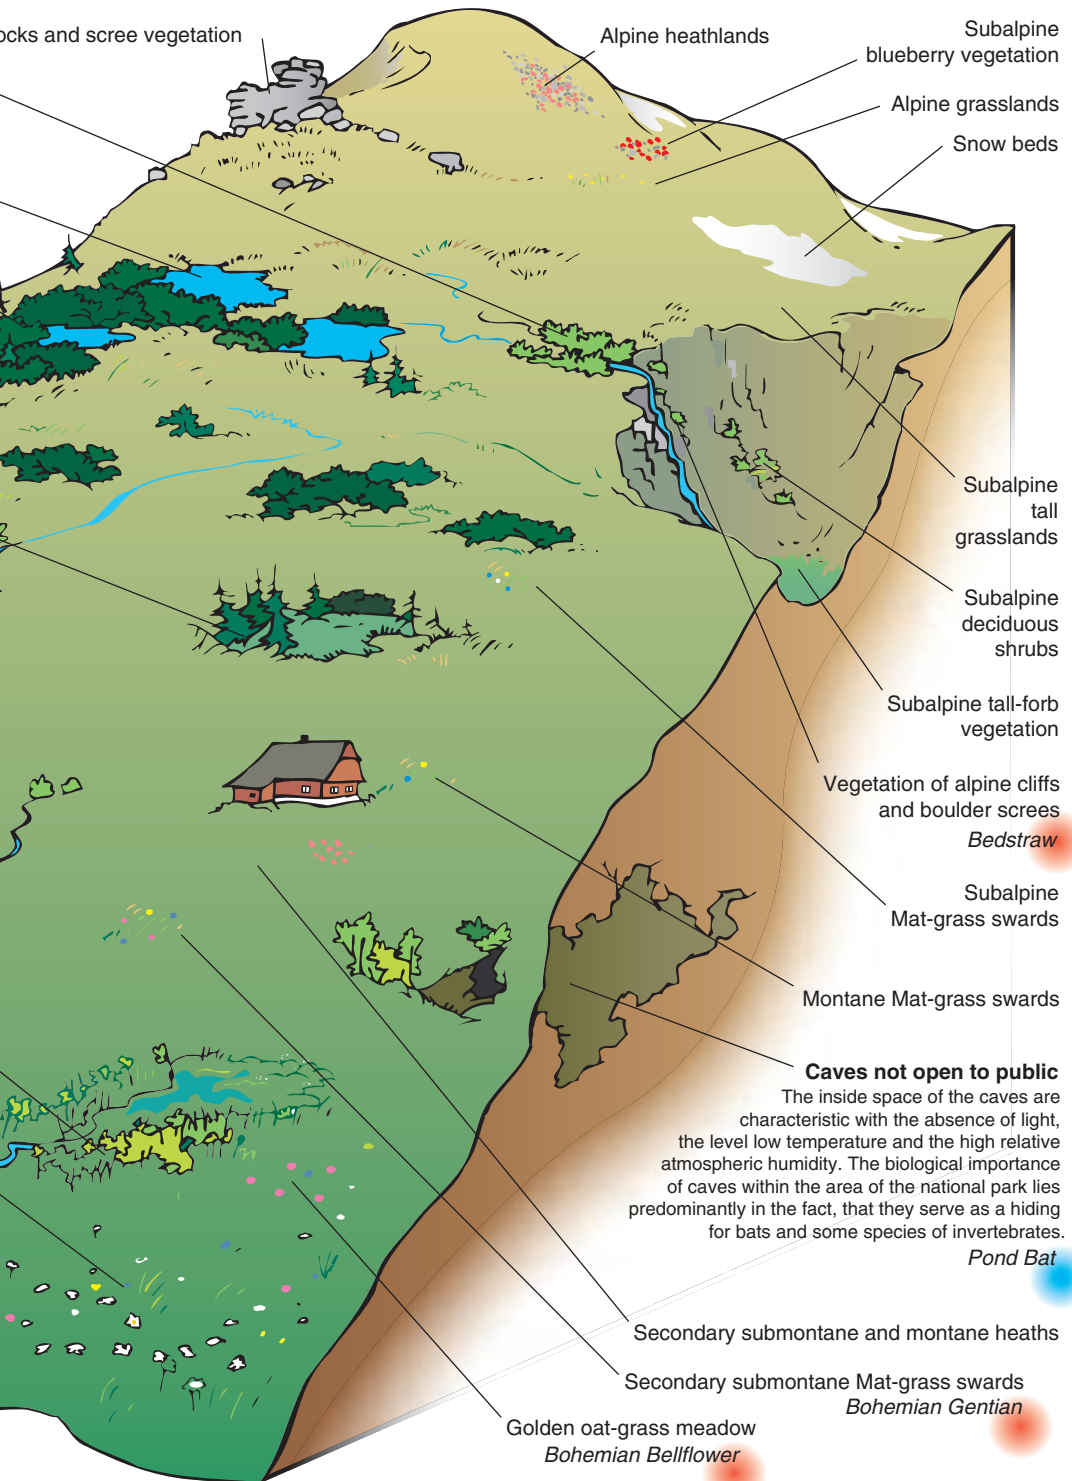 and scree vegetation
Alpine heathlands
Subalpine
blueberry vegetation
Alpine grasslands
Snow beds
Subalpine
tall
grasslands
Subalpine
deciduous
shrubs
Subalpine tall-forb
vegetation
Vegetation of alpine cliffs
and boulder screes
Bedstraw
Subalpine
Mat-grass swards
Montane Mat-grass swards
Caves not open to public
The inside space of the caves are
characteristic with the absence of light,
the level low temperature and the high relative
atmospheric humidity. The biological importance
of caves within the area of the national park lies
predominantly in the fact, that they serve as a hiding
for bats and some species of invertebrates.
Pond Bat
Secondary submontane and montane heaths
Secondary submontane Mat-grass swards
Bohemian Gentian
Golden oat-grass meadow
Bohemian Bellflower